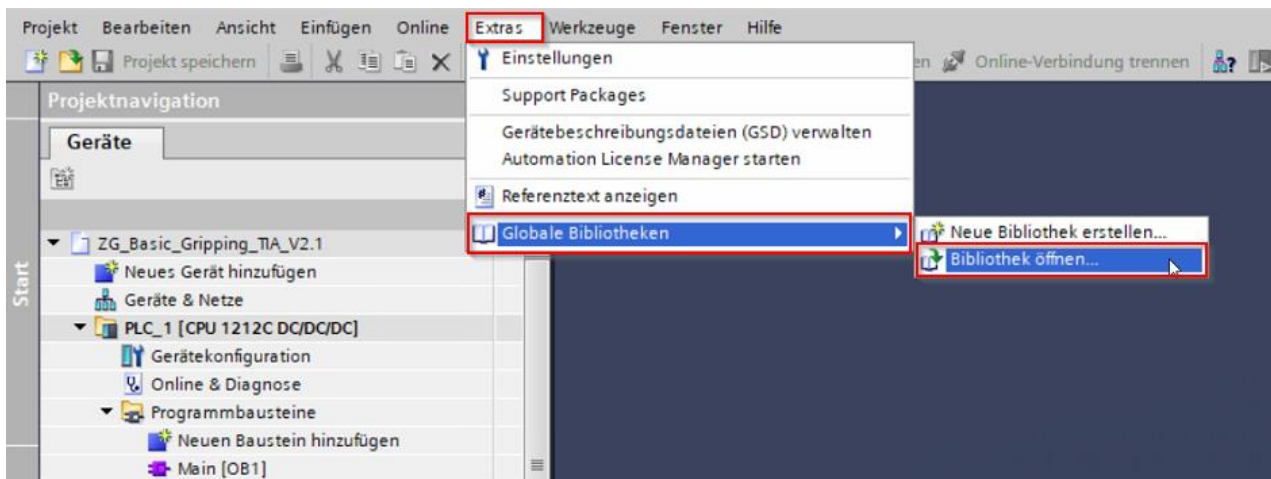 Projekt Bearbeiten Ansicht Einfügen Online Extras Werkzeuge Fenster Hilfe
Projekt speichern
en Online-Verbindung trennen
Einstellungen
Support Packages
Gerätebeschreibungsdateien (GSD) verwalten
Automation License Manager starten
Referenztext anzeigen
Globale Bibliotheken
Neue Bibliothek erstellen...
Bibliothek öffnen...
Projektnavigation
Geräte
ZG_Basic_Gripping_TIA_V2.1
Neues Gerät hinzufügen
Geräte & Netze
PLC_1 [CPU 1212C DC/DC/DC]
Gerätekonfiguration
Online & Diagnose
Programmbausteine
Neuen Baustein hinzufügen
Main [OB1]
Start